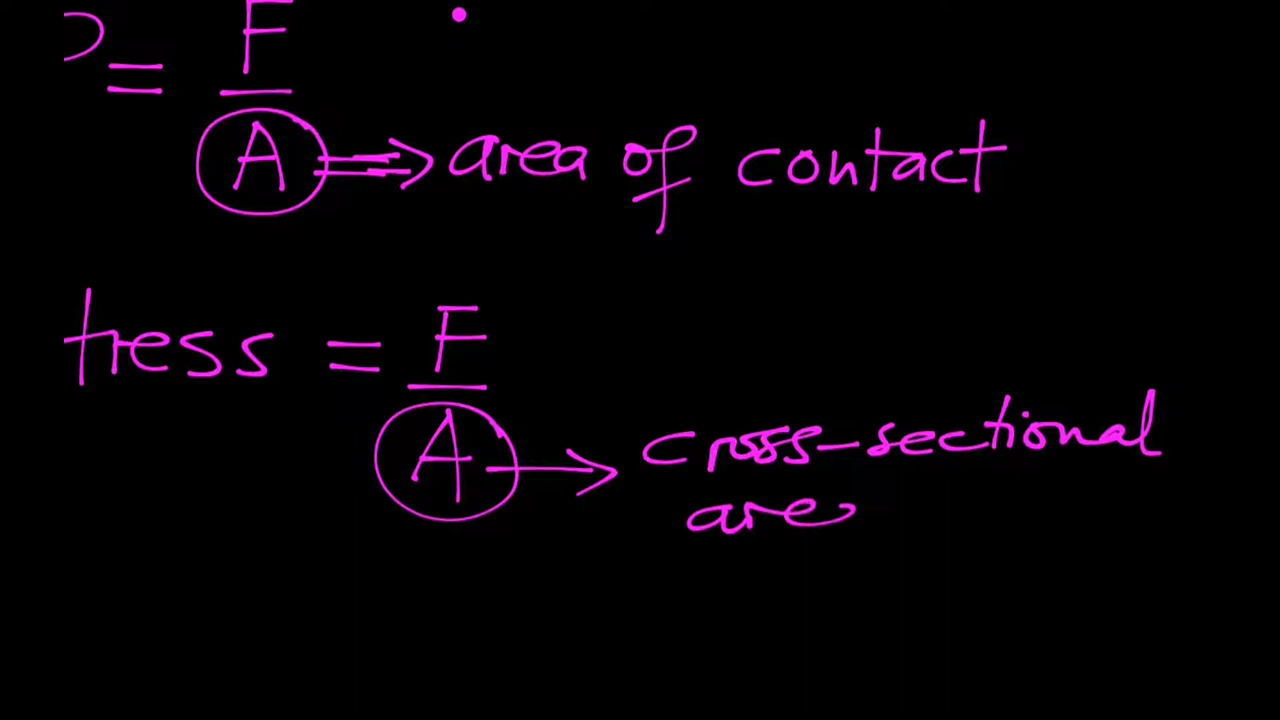 = F
A ⇒ area of contact
tress = F
A → cross-sectional
are